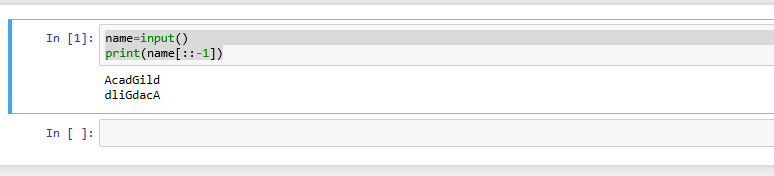 In [1]: name=input()
print(name[::-1])
AcadGild
dliGdacA
In [ ]: